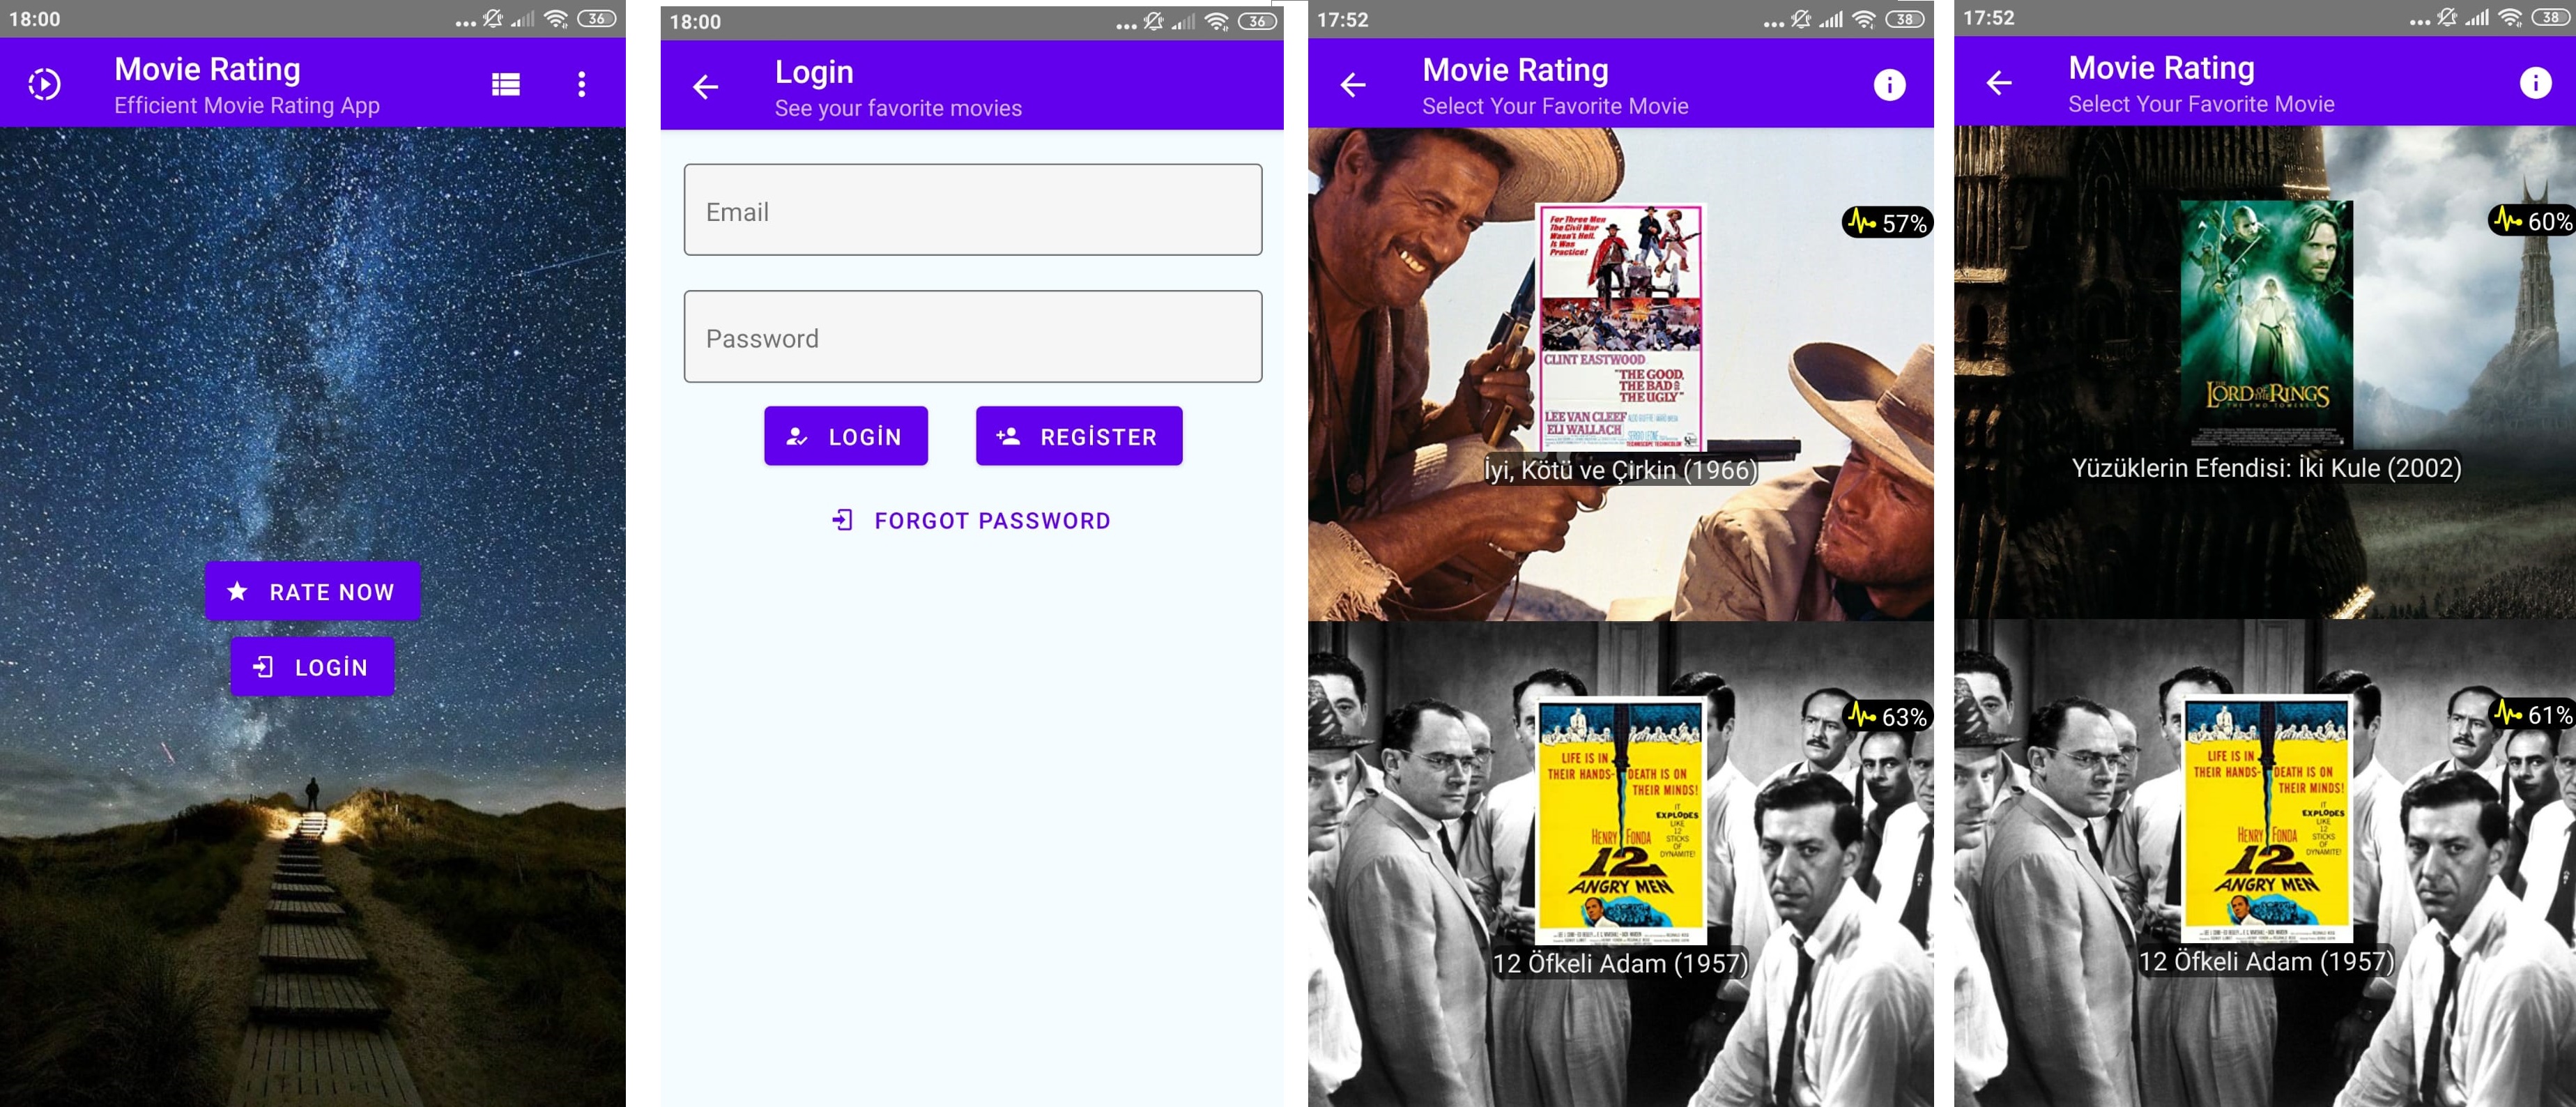 18:00
36
Movie Rating
Efficient Movie Rating App
RATE NOW
LOGİN
18:00
36
Login
See your favorite movies
Email
Password
LOGİN
REGİSTER
FORGOT PASSWORD
17:52
38
Movie Rating
Select Your Favorite Movie
57%
For Three Men
The Civil War
Wasn't Hell.
It Was
Practice!
CLINT EASTWOOD
"THE GOOD,
THE BAD &
THE UGLY"
LEE VAN CLEEF
ELI WALLACH
SERGIO LEONE
İyi, Kötü ve Çirkin (1966)
63%
LIFE IS IN
THEIR HANDS- DEATH IS ON
THEIR MINDS!
IT
EXPLODES
LIKE
12
STICKS
OF
DYNAMITE!
HENRY FONDA
12
ANGRY MEN
12 Öfkeli Adam (1957)
17:52
38
Movie Rating
Select Your Favorite Movie
60%
THE
LORD OF THE RINGS
THE TWO TOWERS
Yüzüklerin Efendisi: İki Kule (2002)
61%
LIFE IS IN
THEIR HANDS- DEATH IS ON
THEIR MINDS!
IT
EXPLODES
LIKE
12
STICKS
OF
DYNAMITE!
HENRY FONDA
12
ANGRY MEN
12 Öfkeli Adam (1957)